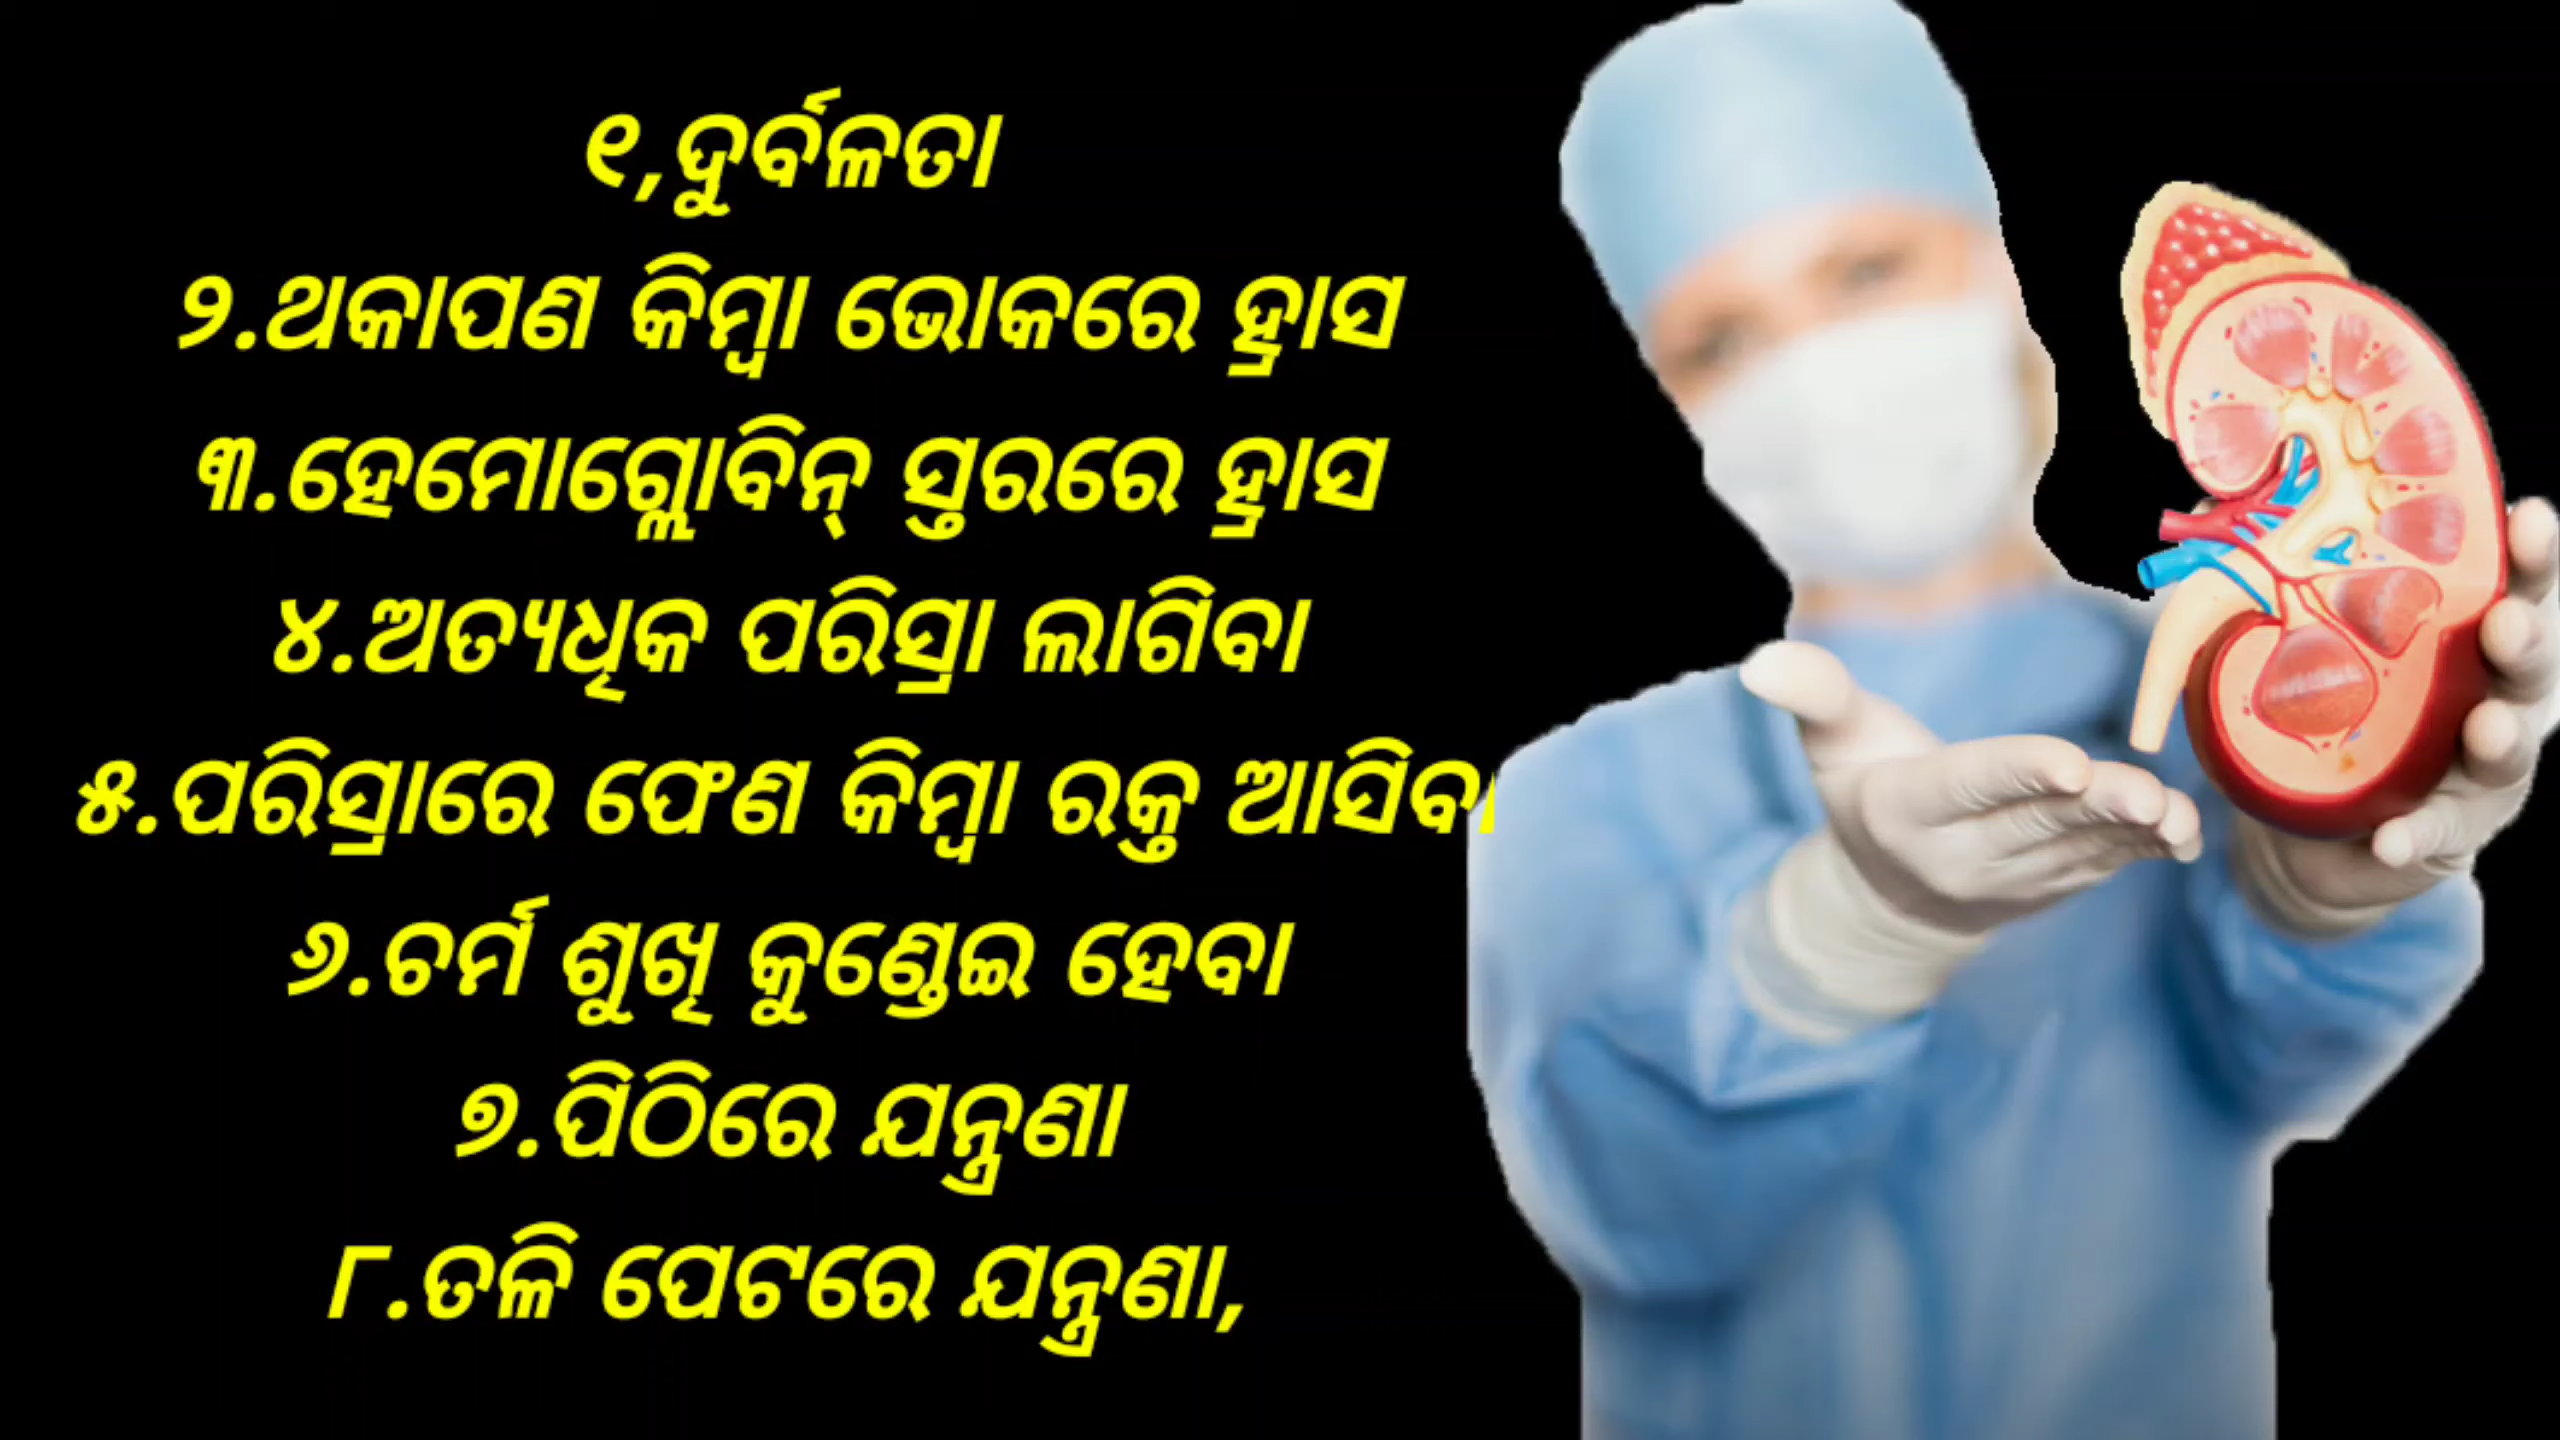 ୧,ଦୁର୍ବଳତା
୨.ଥକାପଣ କିମ୍ବା ଭୋକରେ ହ୍ରାସ
୩.ହେମୋଗ୍ଲୋବିନ୍ ସ୍ତରରେ ହ୍ରାସ
୪.ଅତ୍ୟଧିକ ପରିସ୍ରା ଲାଗିବା
୫.ପରିସ୍ରାରେ ଫେଣ କିମ୍ବା ରକ୍ତ ଆସିବା
୬.ଚର୍ମ ଶୁଖି କୁଣ୍ଡେଇ ହେବା
୭.ପିଠିରେ ଯନ୍ତ୍ରଣା
୮.ତଳି ପେଟରେ ଯନ୍ତ୍ରଣା,